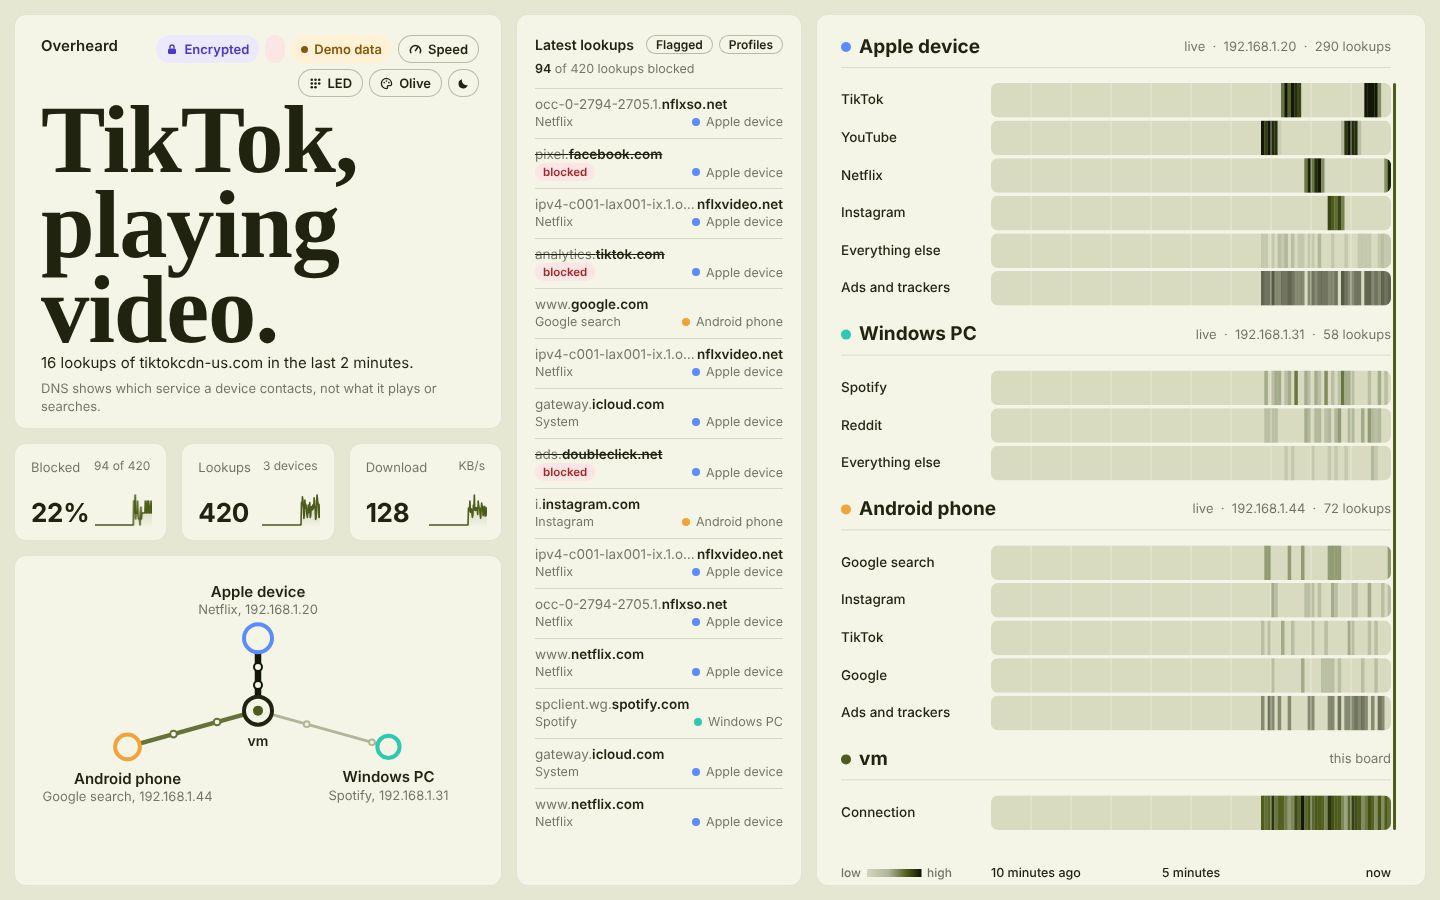 Overheard
Encrypted
Demo data
Speed
LED
Olive
TikTok,
playing
video.
16 lookups of tiktokcdn-us.com in the last 2 minutes.
DNS shows which service a device contacts, not what it plays or
searches.
Blocked 94 of 420
22%
Lookups 3 devices
420
Download KB/s
128
Apple device
Netflix, 192.168.1.20
vm
Android phone
Google search, 192.168.1.44
Windows PC
Spotify, 192.168.1.31
Latest lookups Flagged Profiles
94 of 420 lookups blocked
occ-0-2794-2705.1.nflxso.net
Netflix Apple device
pixel.facebook.com
blocked Apple device
ipv4-c001-lax001-ix.1.o... nflxvideo.net
Netflix Apple device
analytics.tiktok.com
blocked Apple device
www.google.com
Google search Android phone
ipv4-c001-lax001-ix.1.o... nflxvideo.net
Netflix Apple device
gateway.icloud.com
System Apple device
ads.doubleclick.net
blocked Apple device
i.instagram.com
Instagram Android phone
ipv4-c001-lax001-ix.1.o... nflxvideo.net
Netflix Apple device
occ-0-2794-2705.1.nflxso.net
Netflix Apple device
www.netflix.com
Netflix Apple device
spclient.wg.spotify.com
Spotify Windows PC
gateway.icloud.com
System Apple device
www.netflix.com
Netflix Apple device
Apple device live · 192.168.1.20 · 290 lookups
TikTok
YouTube
Netflix
Instagram
Everything else
Ads and trackers
Windows PC live · 192.168.1.31 · 58 lookups
Spotify
Reddit
Everything else
Android phone live · 192.168.1.44 · 72 lookups
Google search
Instagram
TikTok
Google
Ads and trackers
vm this board
Connection
low high 10 minutes ago 5 minutes now